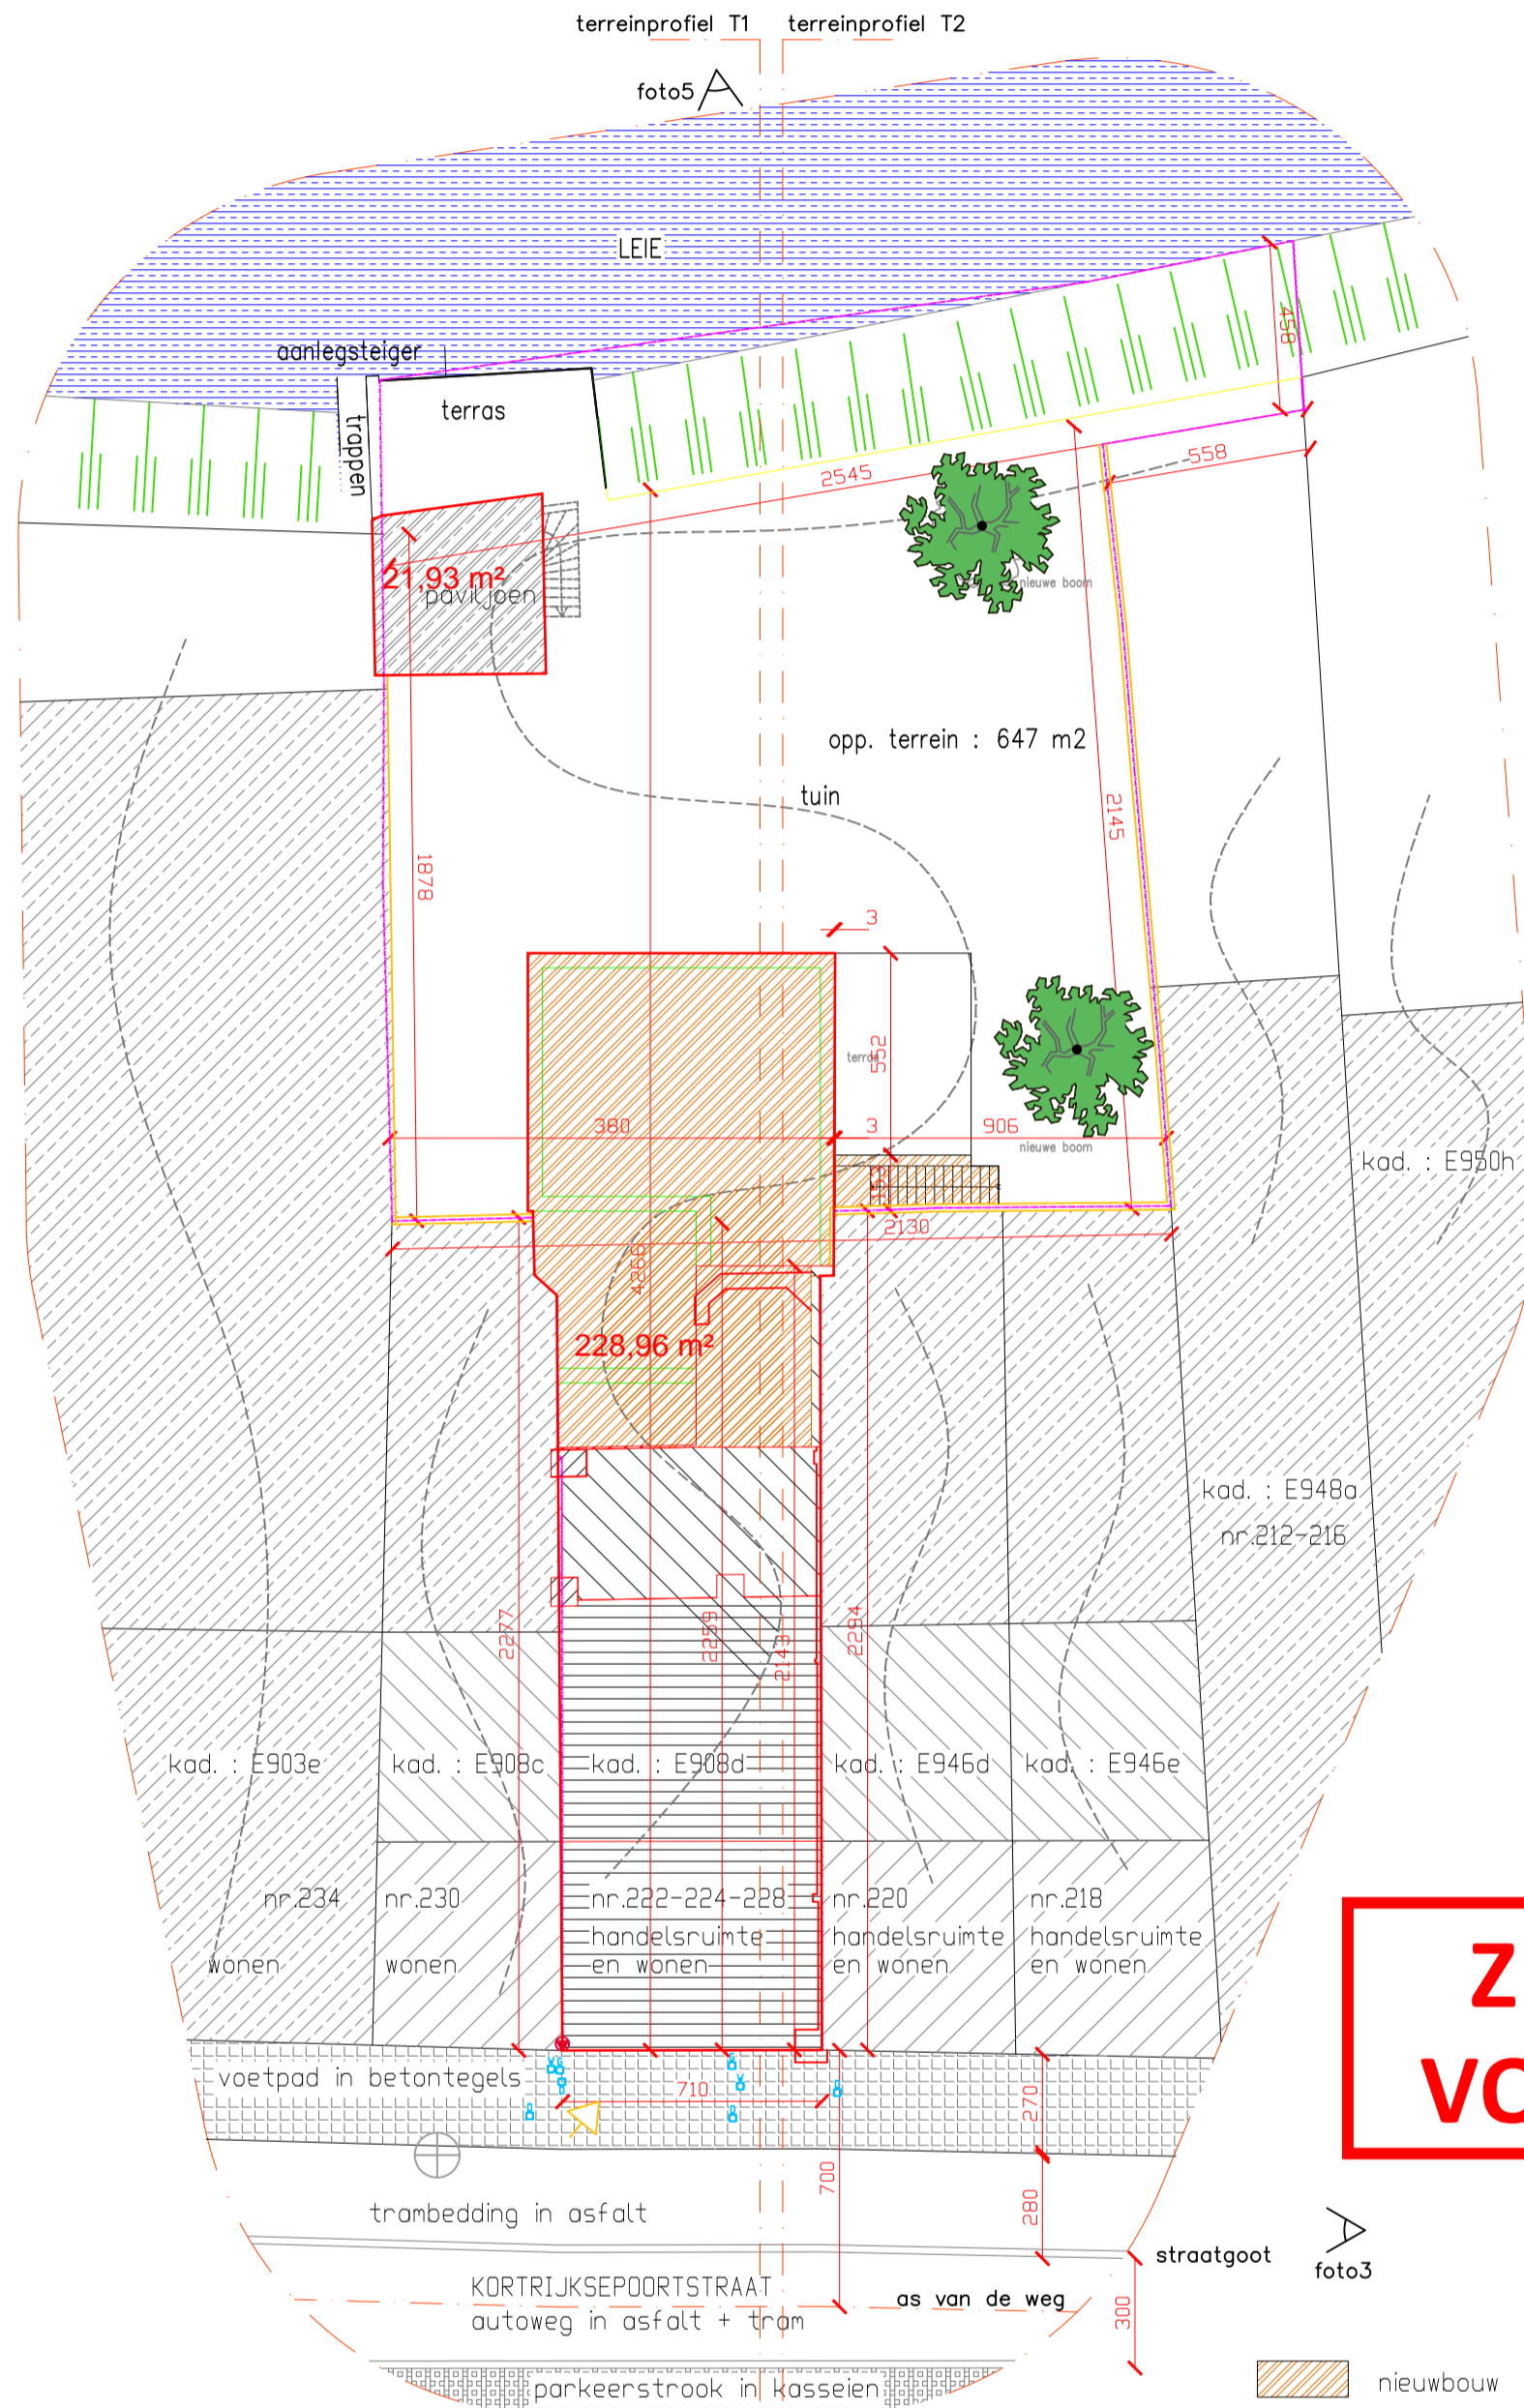 terreinprofiel T1
terreinprofiel T2
foto5
LEIE
aanlegsteiger
trappen
terras
458
558
2545
nieuwe boom
21,93 m²
paviljoen
opp. terrein : 647 m2
tuin
2145
1878
3
552
380
3
906
nieuwe boom
kad. : E950h
153
2130
4266
228,96 m²
kad. : E948a
nr.212-216
2277
2259
2143
2294
kad. : E903e
kad. : E908c
kad. : E908d
kad. : E946d
kad. : E946e
nr.234
nr.230
nr.222-224-228
nr.220
nr.218
handelsruimte
handelsruimte
handelsruimte
wonen
wonen
en wonen
en wonen
en wonen
Z
VO
voetpad in betontegels
710
270
700
280
trambedding in asfalt
straatgoot
foto3
KORTRIJKSEPOORTSTRAAT
as van de weg
autoweg in asfalt + tram
300
parkeerstrook in kasseien
nieuwbouw